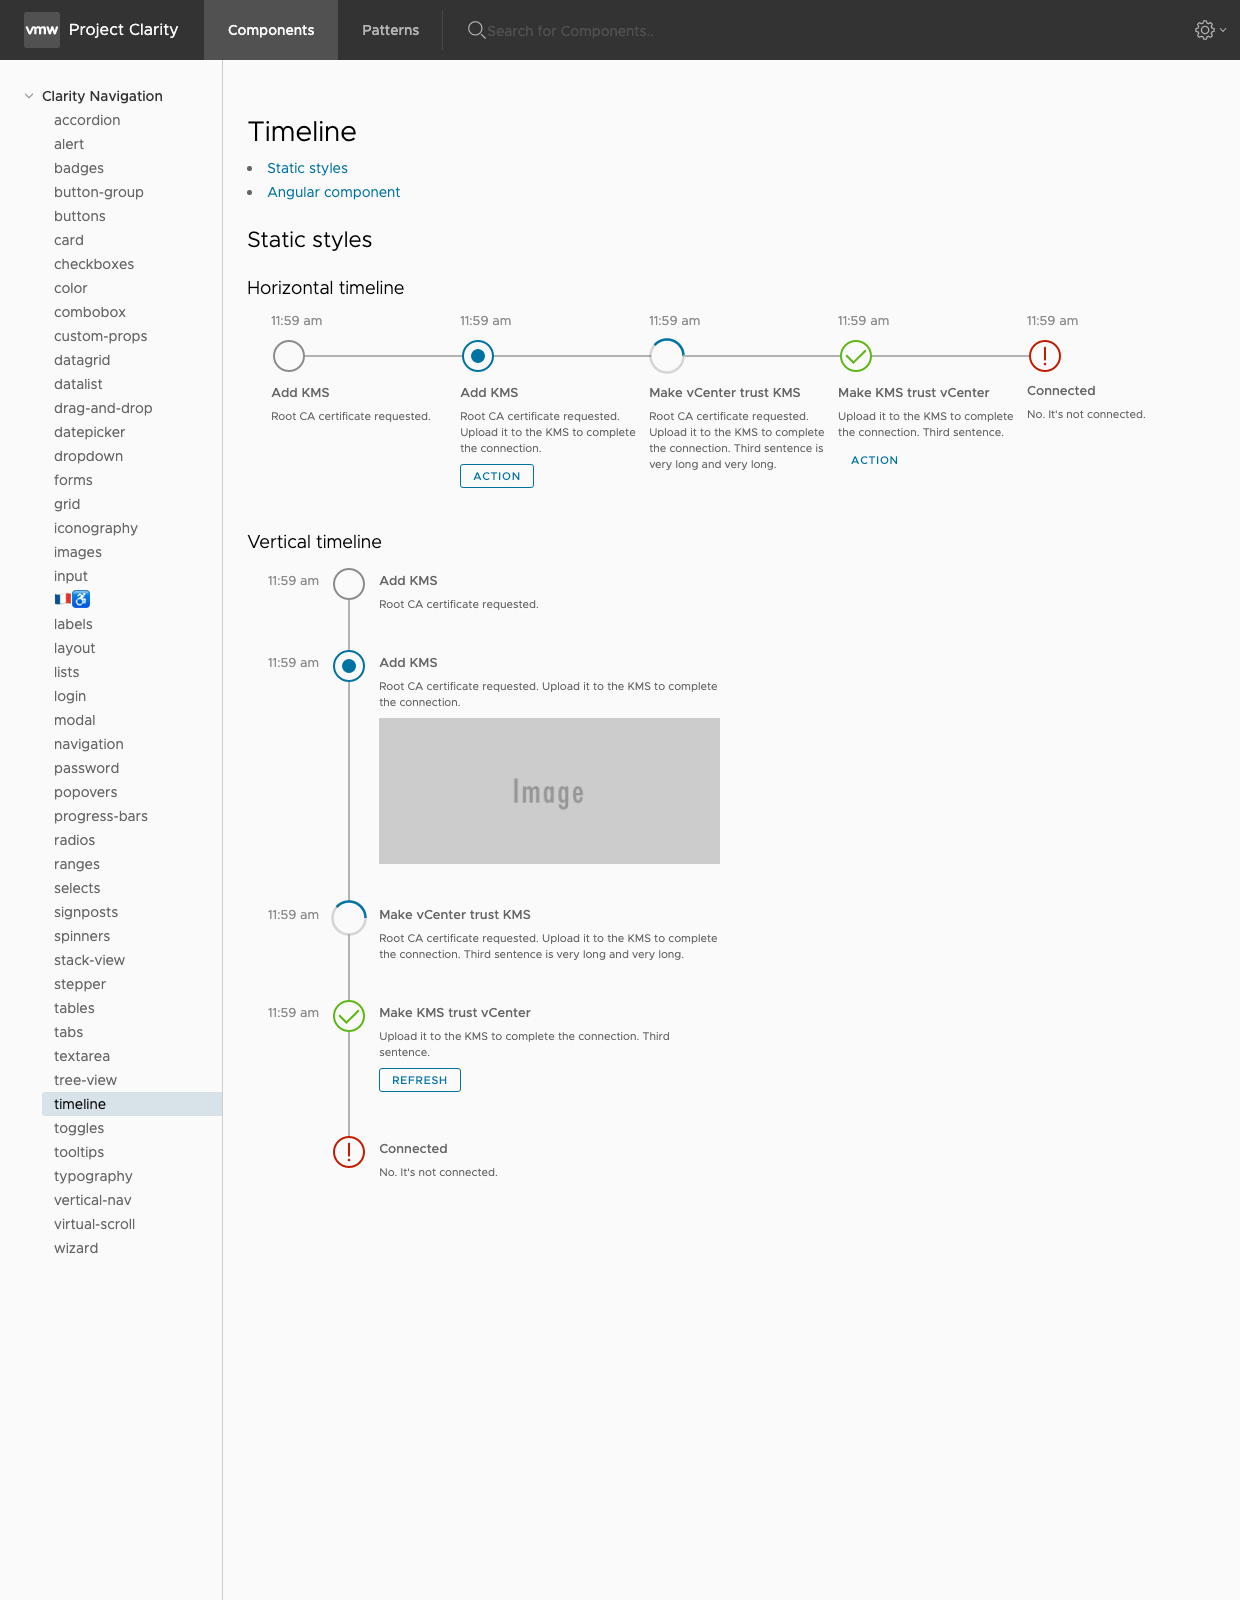 vmw Project Clarity Components Patterns Search for Components..
Clarity Navigation
accordion
alert
badges
button-group
buttons
card
checkboxes
color
combobox
custom-props
datagrid
datalist
drag-and-drop
datepicker
dropdown
forms
grid
iconography
images
input
🇫🇷♿
labels
layout
lists
login
modal
navigation
password
popovers
progress-bars
radios
ranges
selects
signposts
spinners
stack-view
stepper
tables
tabs
textarea
tree-view
timeline
toggles
tooltips
typography
vertical-nav
virtual-scroll
wizard
Timeline
Static styles
Angular component
Static styles
Horizontal timeline
11:59 am
Add KMS
Root CA certificate requested.
11:59 am
Add KMS
Root CA certificate requested.
Upload it to the KMS to complete
the connection.
ACTION
11:59 am
Make vCenter trust KMS
Root CA certificate requested.
Upload it to the KMS to complete
the connection. Third sentence is
very long and very long.
11:59 am
Make KMS trust vCenter
Upload it to the KMS to complete
the connection. Third sentence.
ACTION
11:59 am
Connected
No. It's not connected.
Vertical timeline
11:59 am
Add KMS
Root CA certificate requested.
11:59 am
Add KMS
Root CA certificate requested. Upload it to the KMS to complete
the connection.
Image
11:59 am
Make vCenter trust KMS
Root CA certificate requested. Upload it to the KMS to complete
the connection. Third sentence is very long and very long.
11:59 am
Make KMS trust vCenter
Upload it to the KMS to complete the connection. Third
sentence.
REFRESH
Connected
No. It's not connected.